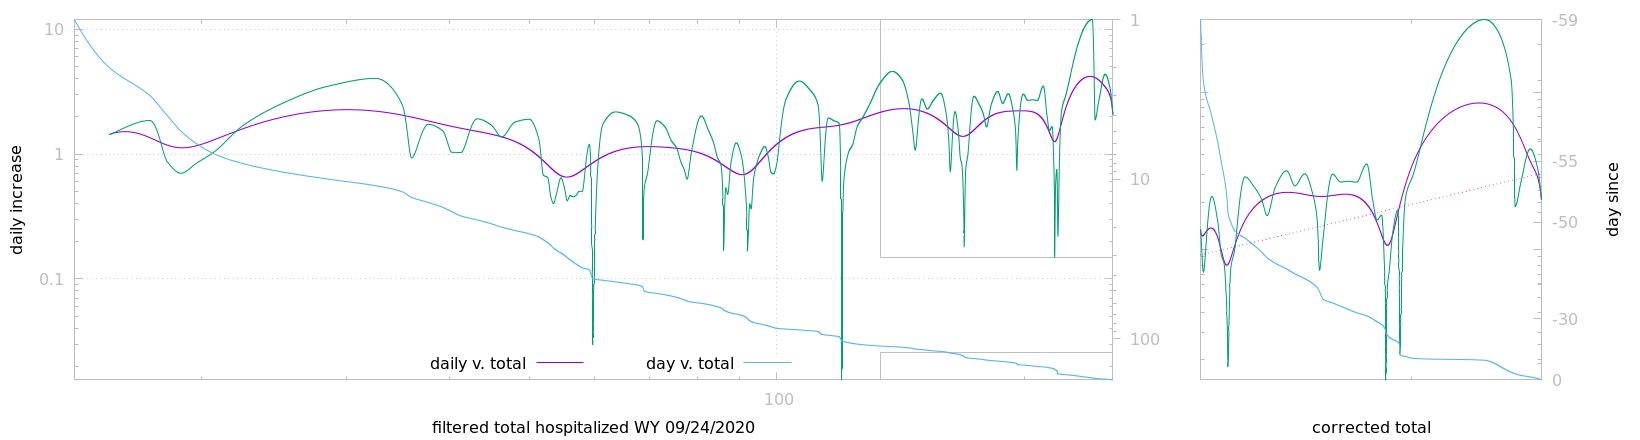 10
1
0.1
daily increase
1
10
100
daily v. total
day v. total
100
filtered total hospitalized WY 09/24/2020
-59
-55
-50
-30
0
day since
corrected total